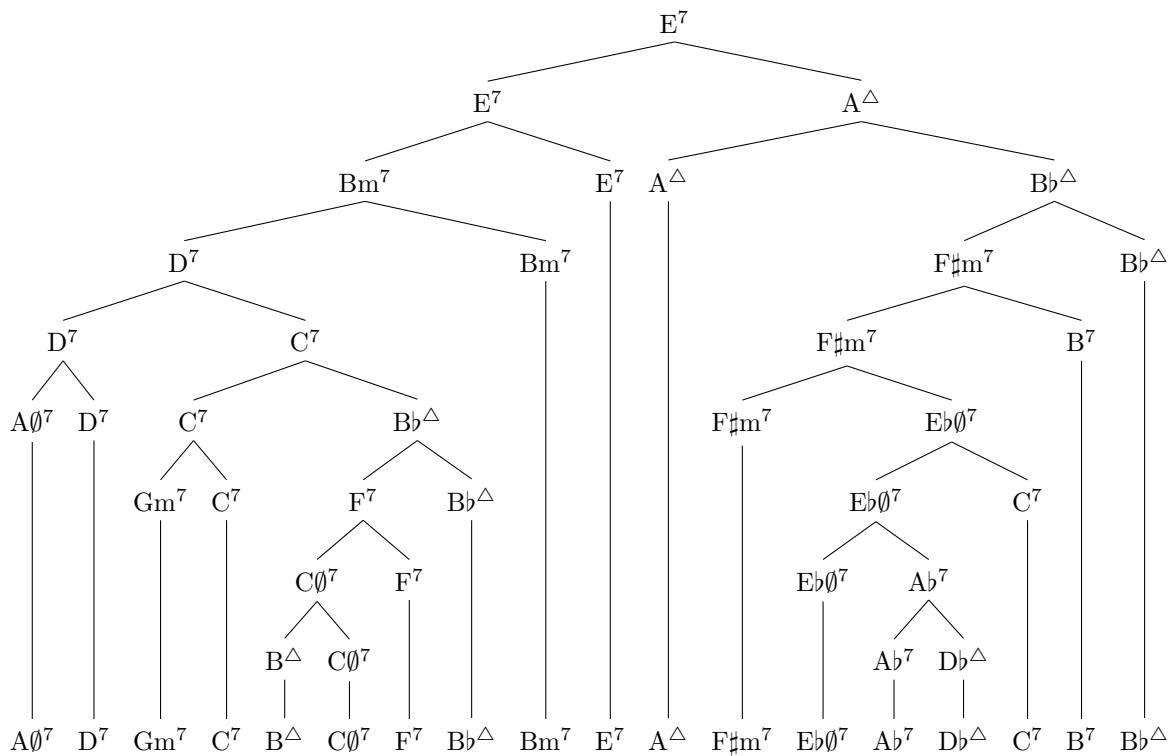 E⁷
E⁷ A△
Bm⁷ E⁷ A△ B♭△
D⁷ Bm⁷ F♯m⁷ B♭△
D⁷ C⁷ F♯m⁷ B⁷
A∅⁷ D⁷ C⁷ B♭△ F♯m⁷ E♭∅⁷
Gm⁷ C⁷ F⁷ B♭△ E♭∅⁷ C⁷
C∅⁷ F⁷ E♭∅⁷ A♭⁷
B△ C∅⁷ A♭⁷ D♭△
A∅⁷ D⁷ Gm⁷ C⁷ B△ C∅⁷ F⁷ B♭△ Bm⁷ E⁷ A△ F♯m⁷ E♭∅⁷ A♭⁷ D♭△ C⁷ B⁷ B♭△